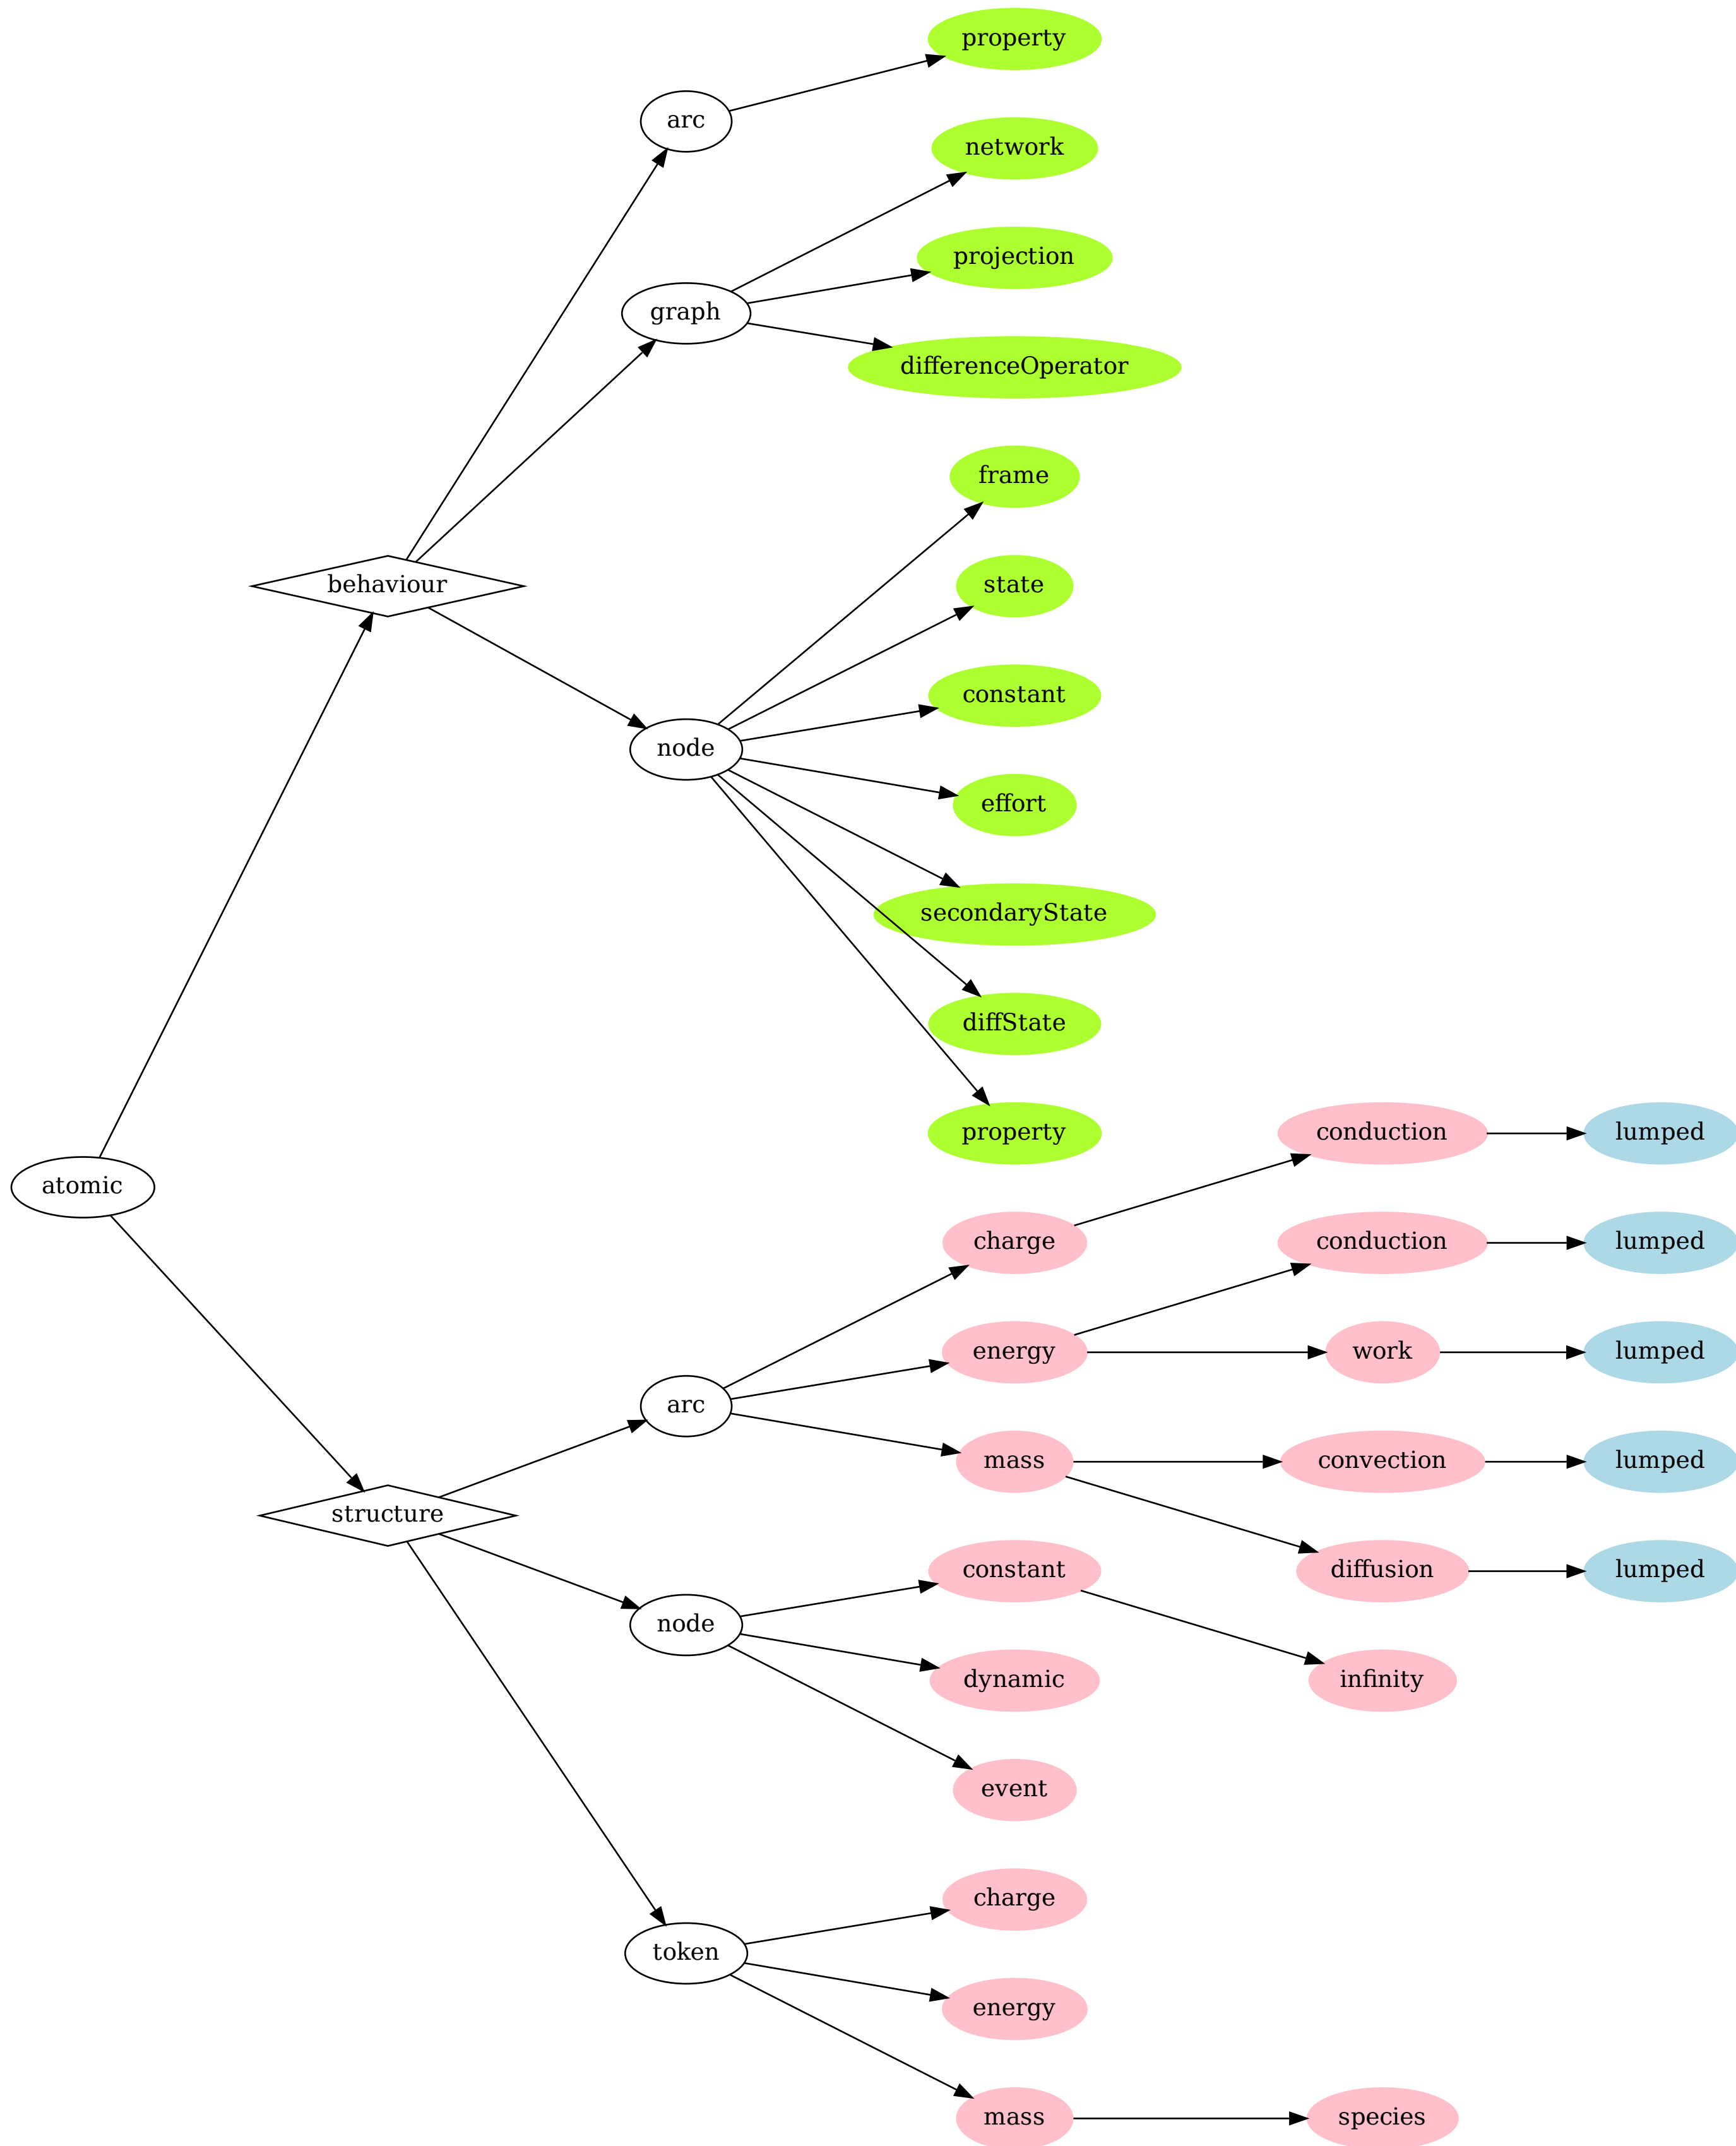 property
arc
network
projection
graph
differenceOperator
frame
state
behaviour
constant
node
effort
secondaryState
diffState
property
conduction
lumped
atomic
charge
conduction
lumped
energy
work
lumped
arc
mass
convection
lumped
structure
constant
diffusion
lumped
node
dynamic
infinity
event
charge
token
energy
mass
species